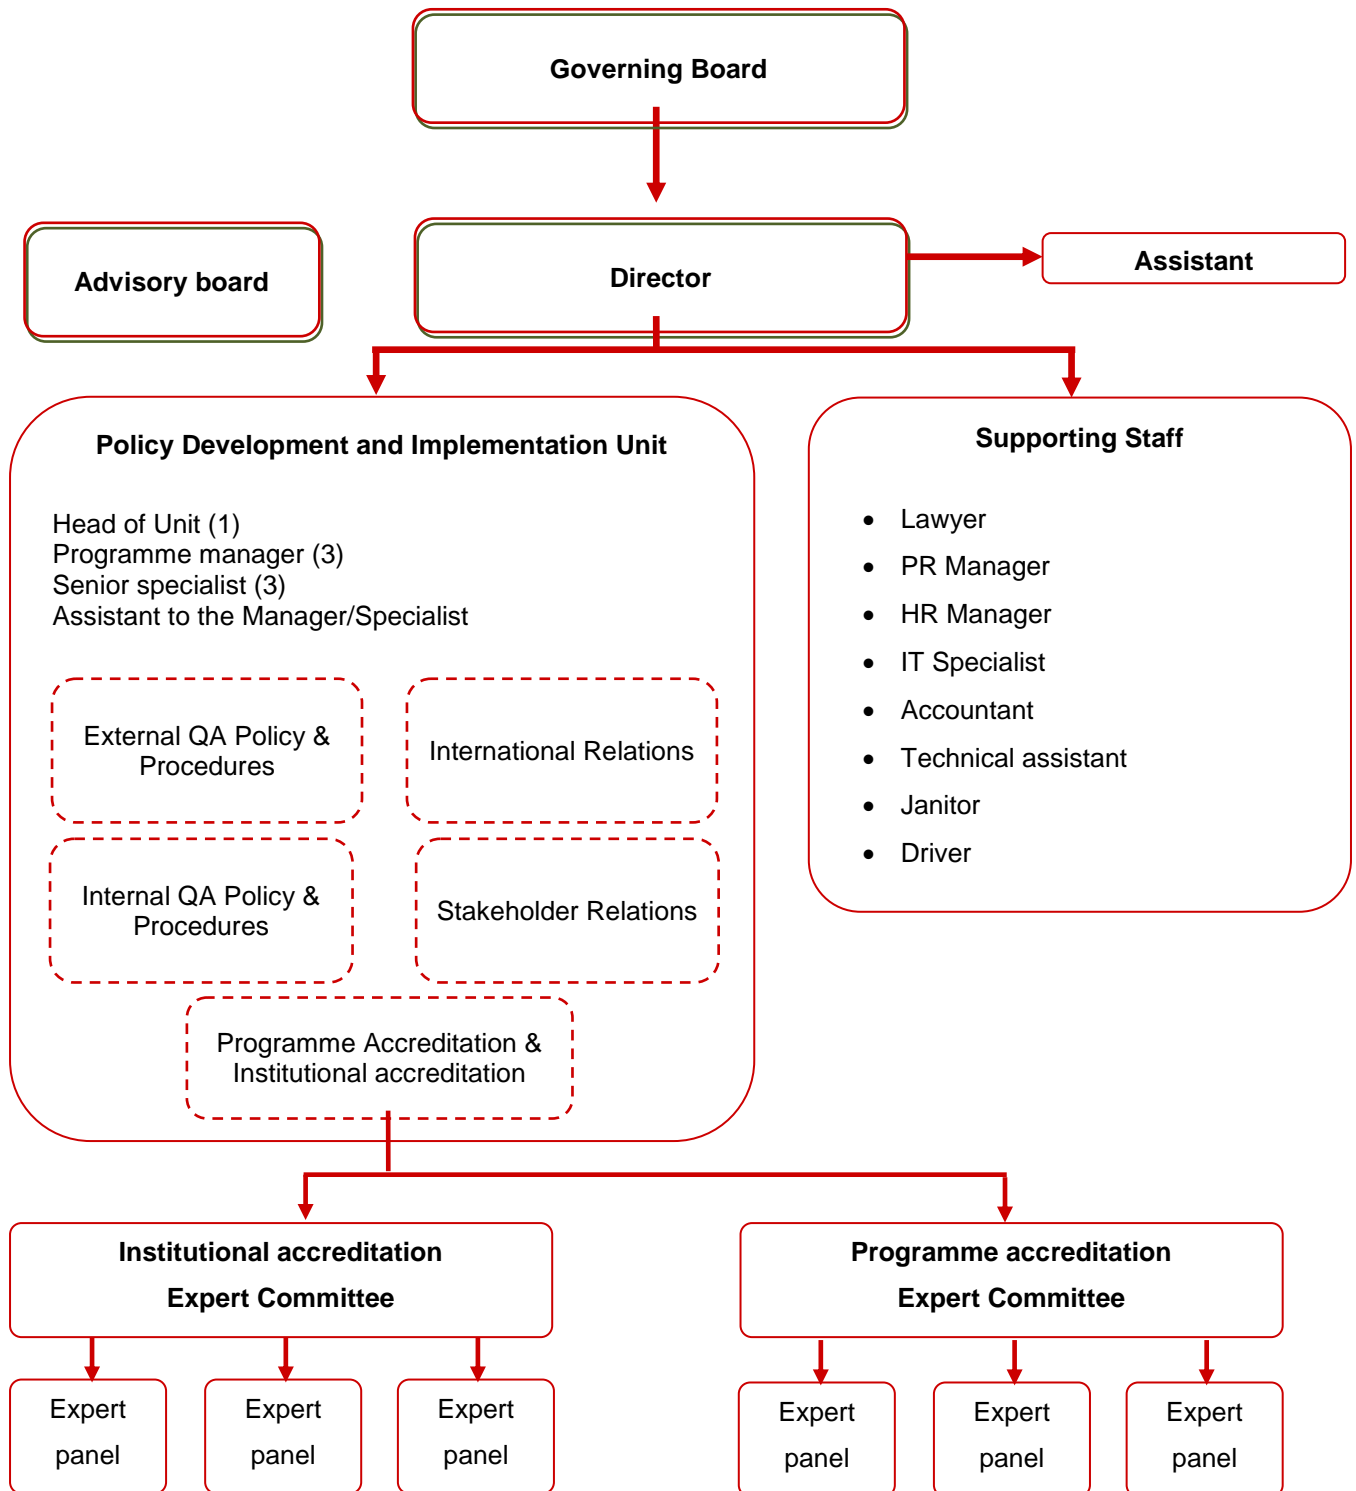 Governing Board
Advisory board
Director
Assistant
Policy Development and Implementation Unit
Head of Unit (1)
Programme manager (3)
Senior specialist (3)
Assistant to the Manager/Specialist
External QA Policy &
Procedures
International Relations
Internal QA Policy &
Procedures
Stakeholder Relations
Programme Accreditation &
Institutional accreditation
Supporting Staff
• Lawyer
• PR Manager
• HR Manager
• IT Specialist
• Accountant
• Technical assistant
• Janitor
• Driver
Institutional accreditation
Expert Committee
Programme accreditation
Expert Committee
Expert
panel
Expert
panel
Expert
panel
Expert
panel
Expert
panel
Expert
panel